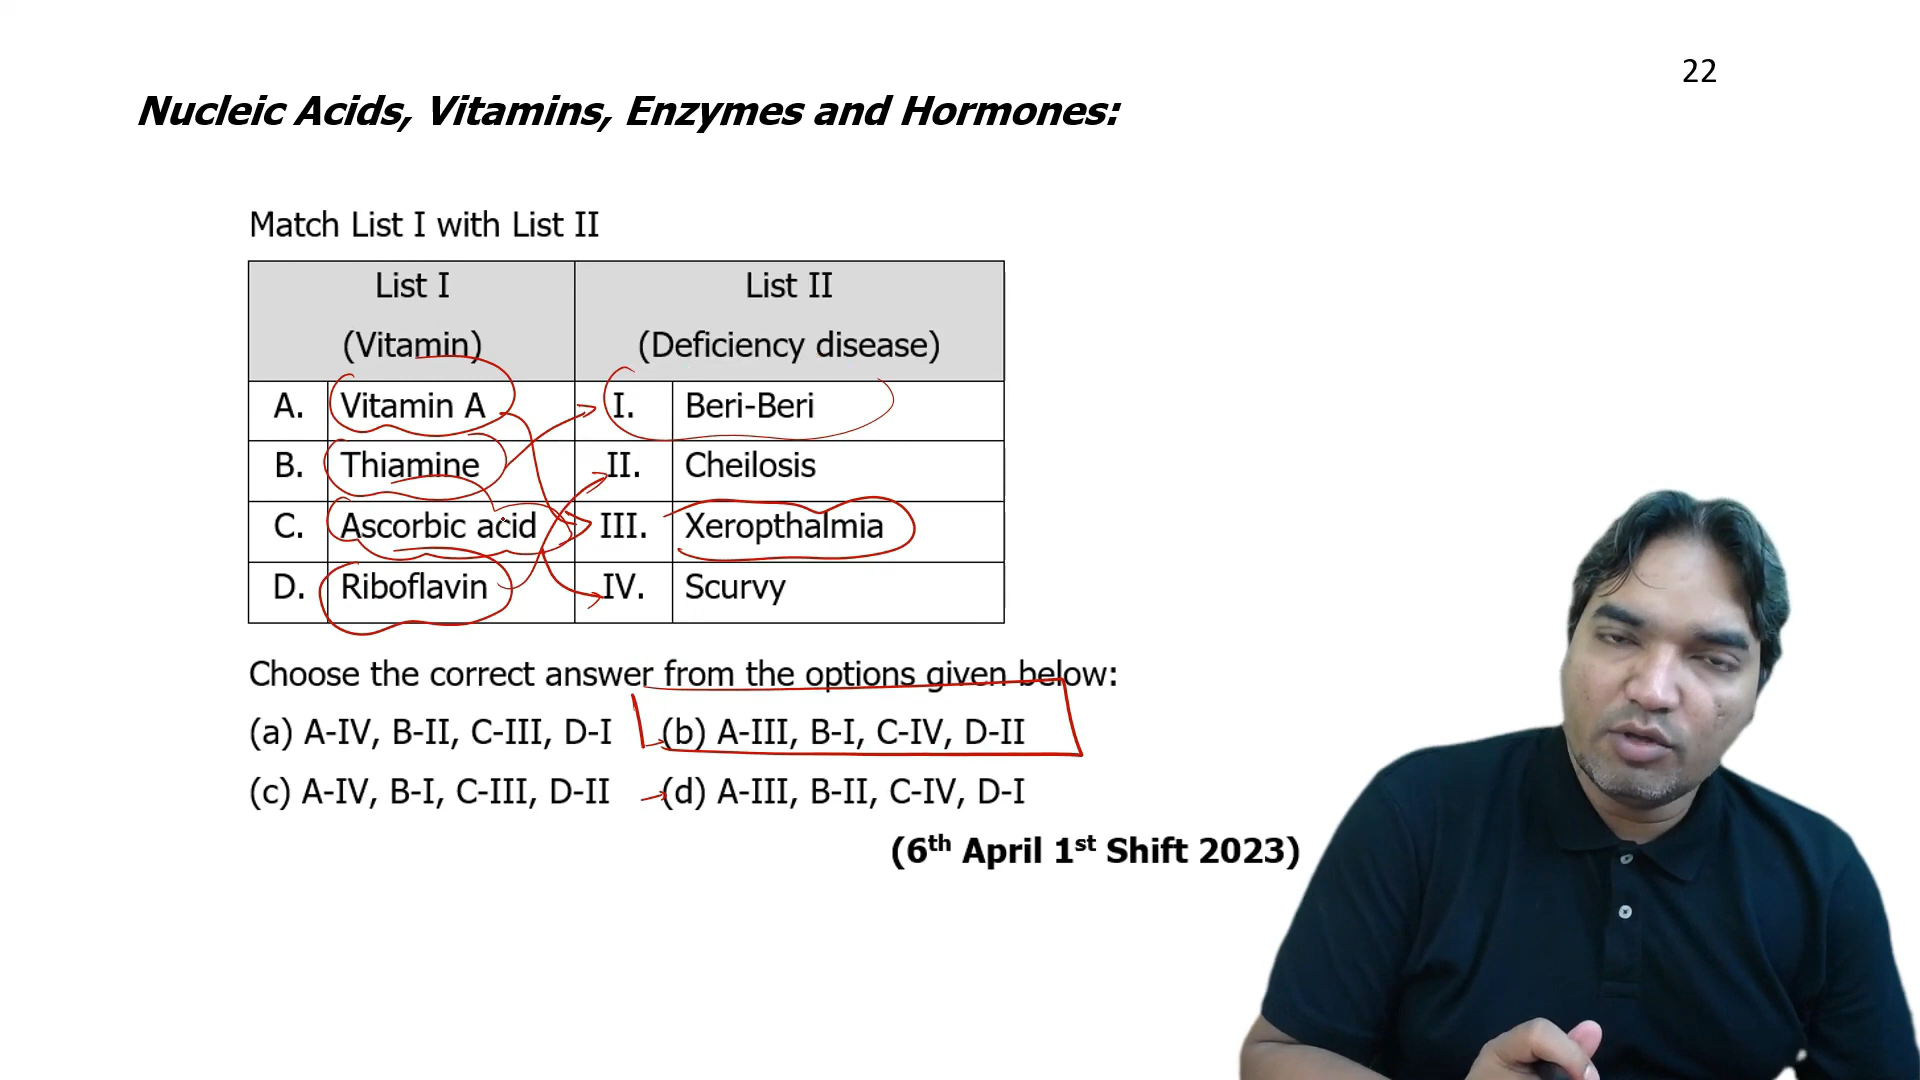 22
Nucleic Acids, Vitamins, Enzymes and Hormones:
Match List I with List II
List I List II
(Vitamin) (Deficiency disease)
A. Vitamin A I. Beri-Beri
B. Thiamine II. Cheilosis
C. Ascorbic acid III. Xeropthalmia
D. Riboflavin IV. Scurvy
Choose the correct answer from the options given below:
(a) A-IV, B-II, C-III, D-I (b) A-III, B-I, C-IV, D-II
(c) A-IV, B-I, C-III, D-II (d) A-III, B-II, C-IV, D-I
(6th April 1st Shift 2023)